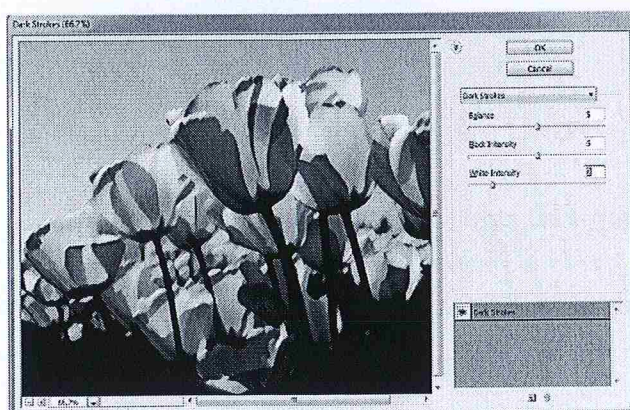 Dark Strokes (66.7%)
OK
Cancel
Dark Strokes
Balance 5
Black Intensity 6
White Intensity 2
Dark Strokes
66.7%